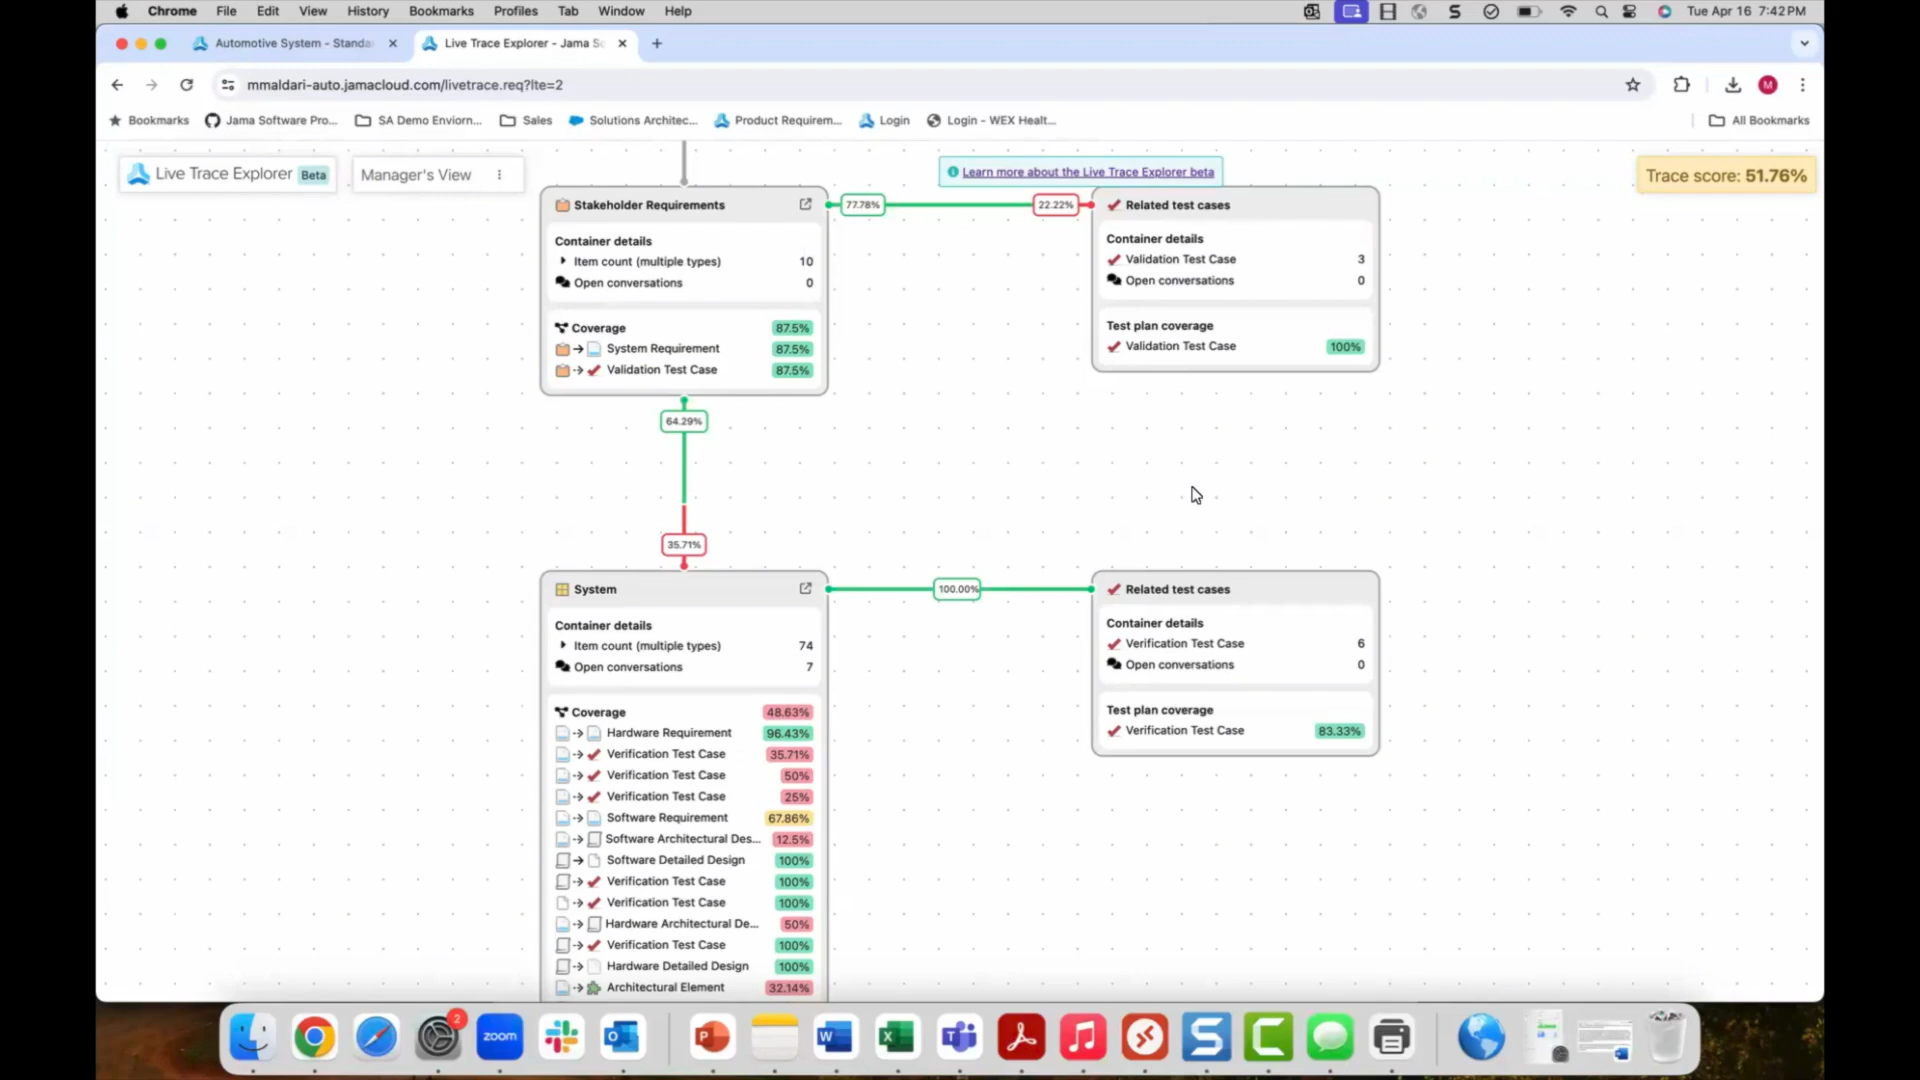 Chrome File Edit View History Bookmarks Profiles Tab Window Help Tue Apr 16 7:42 PM
Automotive System - Standa
Live Trace Explorer - Jama S
mmaldari-auto.jamacloud.com/livetrace.req?lte=2
M
Bookmarks Jama Software Pro... SA Demo Enviorn... Sales Solutions Architec... Product Requirem... Login Login - WEX Healt... All Bookmarks
Live Trace Explorer Beta
Manager's View
Learn more about the Live Trace Explorer beta
Trace score: 51.76%
Stakeholder Requirements
77.78%
22.22%
Related test cases
Container details
Item count (multiple types) 10
Open conversations 0
Coverage 87.5%
System Requirement 87.5%
Validation Test Case 87.5%
Container details
Validation Test Case 3
Open conversations 0
Test plan coverage
Validation Test Case 100%
64.29%
35.71%
System
100.00%
Related test cases
Container details
Item count (multiple types) 74
Open conversations 7
Coverage 48.63%
Hardware Requirement 96.43%
Verification Test Case 35.71%
Verification Test Case 50%
Verification Test Case 25%
Software Requirement 67.86%
Software Architectural Des... 12.5%
Software Detailed Design 100%
Verification Test Case 100%
Verification Test Case 100%
Hardware Architectural De... 50%
Verification Test Case 100%
Hardware Detailed Design 100%
Architectural Element 32.14%
Container details
Verification Test Case 6
Open conversations 0
Test plan coverage
Verification Test Case 83.33%
2
zoom